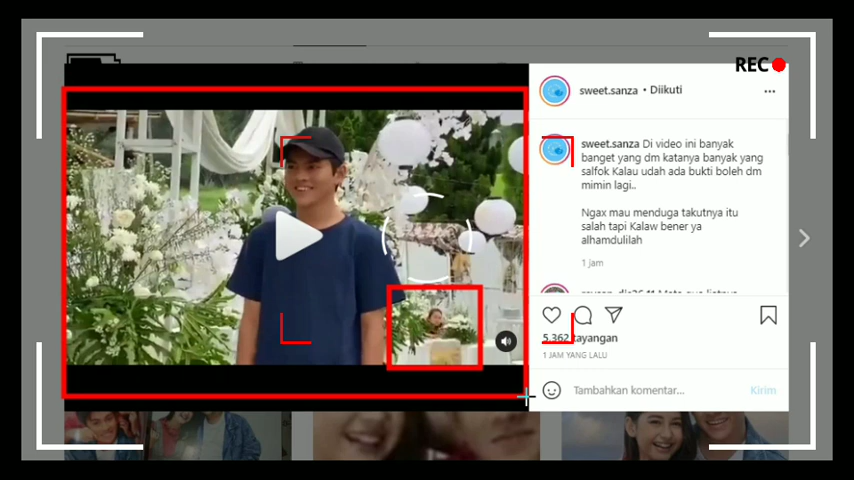 REC
sweet.sanza • Diikuti
sweet.sanza Di video ini banyak
banget yang dm katanya banyak yang
salfok Kalau udah ada bukti boleh dm
mimin lagi..
Ngax mau menduga takutnya itu
salah tapi Kalaw bener ya
alhamdulilah
1 jam
5.362 tayangan
1 JAM YANG LALU
Tambahkan komentar...
Kirim